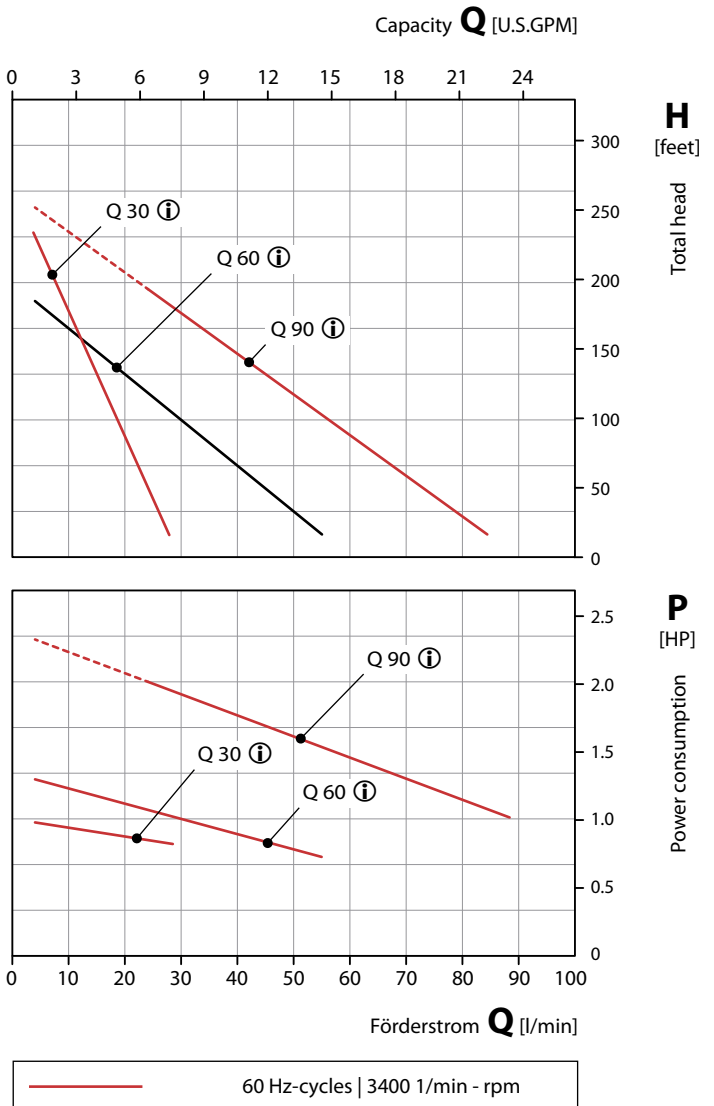 Capacity Q [U.S.GPM]
0 3 6 9 12 15 18 21 24
H
[feet]
Total head
300
250
200
150
100
50
0
Q 30 i
Q 60 i
Q 90 i
P
[HP]
Power consumption
2.5
2.0
1.5
1.0
0.5
0
Q 90 i
Q 30 i
Q 60 i
0 10 20 30 40 50 60 70 80 90 100
Förderstrom Q [l/min]
60 Hz-cycles | 3400 1/min - rpm